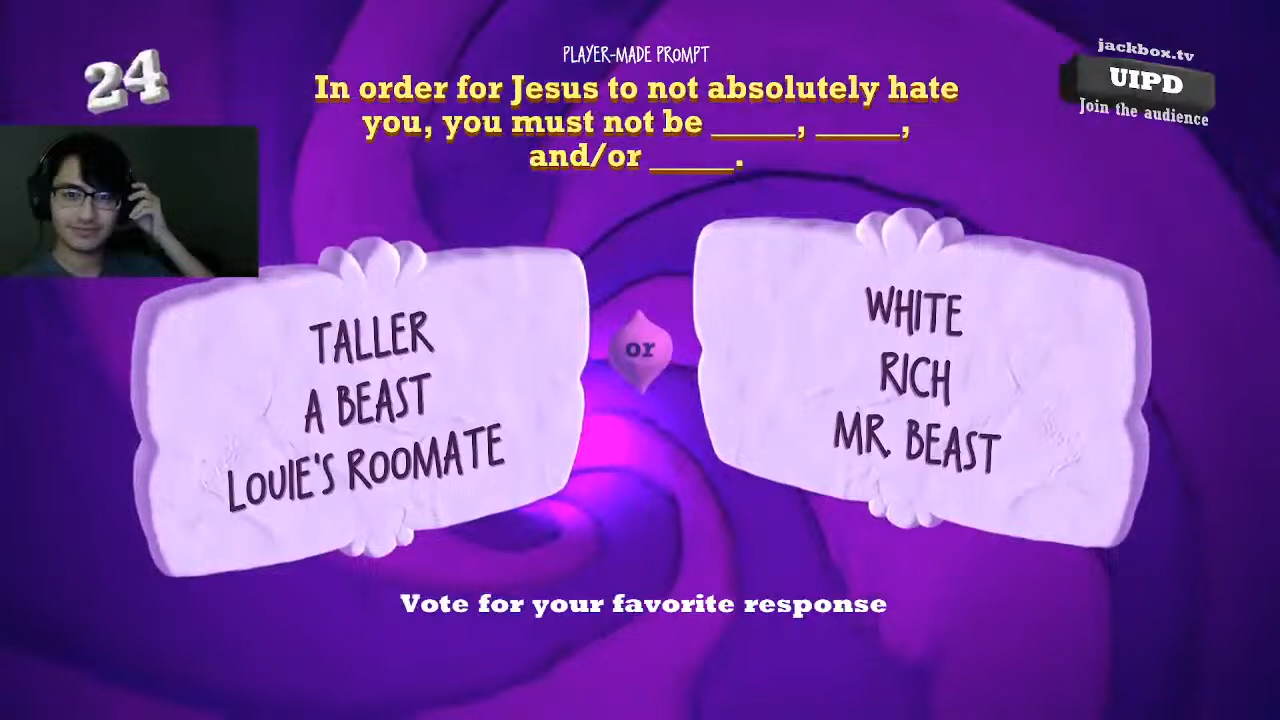 24
PLAYER-MADE PROMPT
In order for Jesus to not absolutely hate
you, you must not be _____, _____,
and/or _____.
jackbox.tv
UIPD
Join the audience
TALLER
A BEAST
LOUIE'S ROOMATE
or
WHITE
RICH
MR. BEAST
Vote for your favorite response